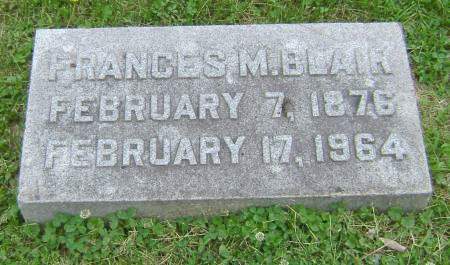 FRANCES M. BLAIR
FEBRUARY 7, 1876
FEBRUARY 17, 1964